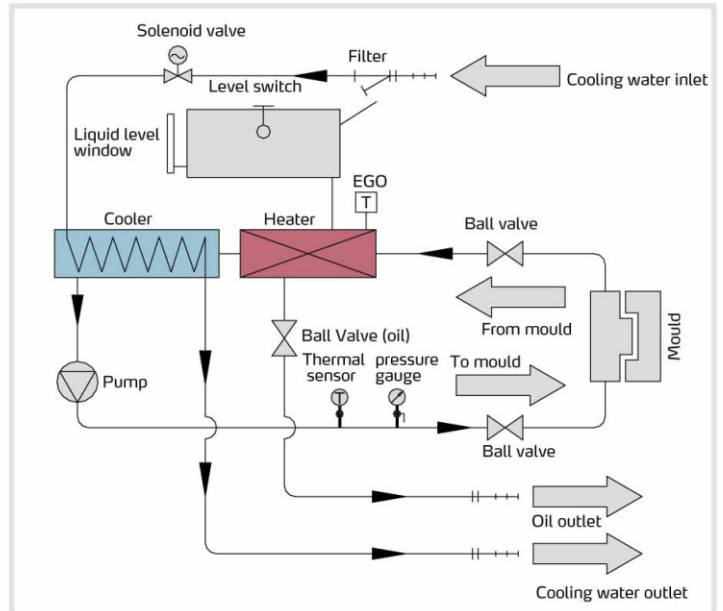 Solenoid valve
Filter
Cooling water inlet
Level switch
Liquid level
window
EGO
T
Cooler
Heater
Ball valve
From mould
Mould
Ball Valve (oil)
Thermal
sensor
pressure
gauge
To mould
T
Pump
Ball valve
Oil outlet
Cooling water outlet